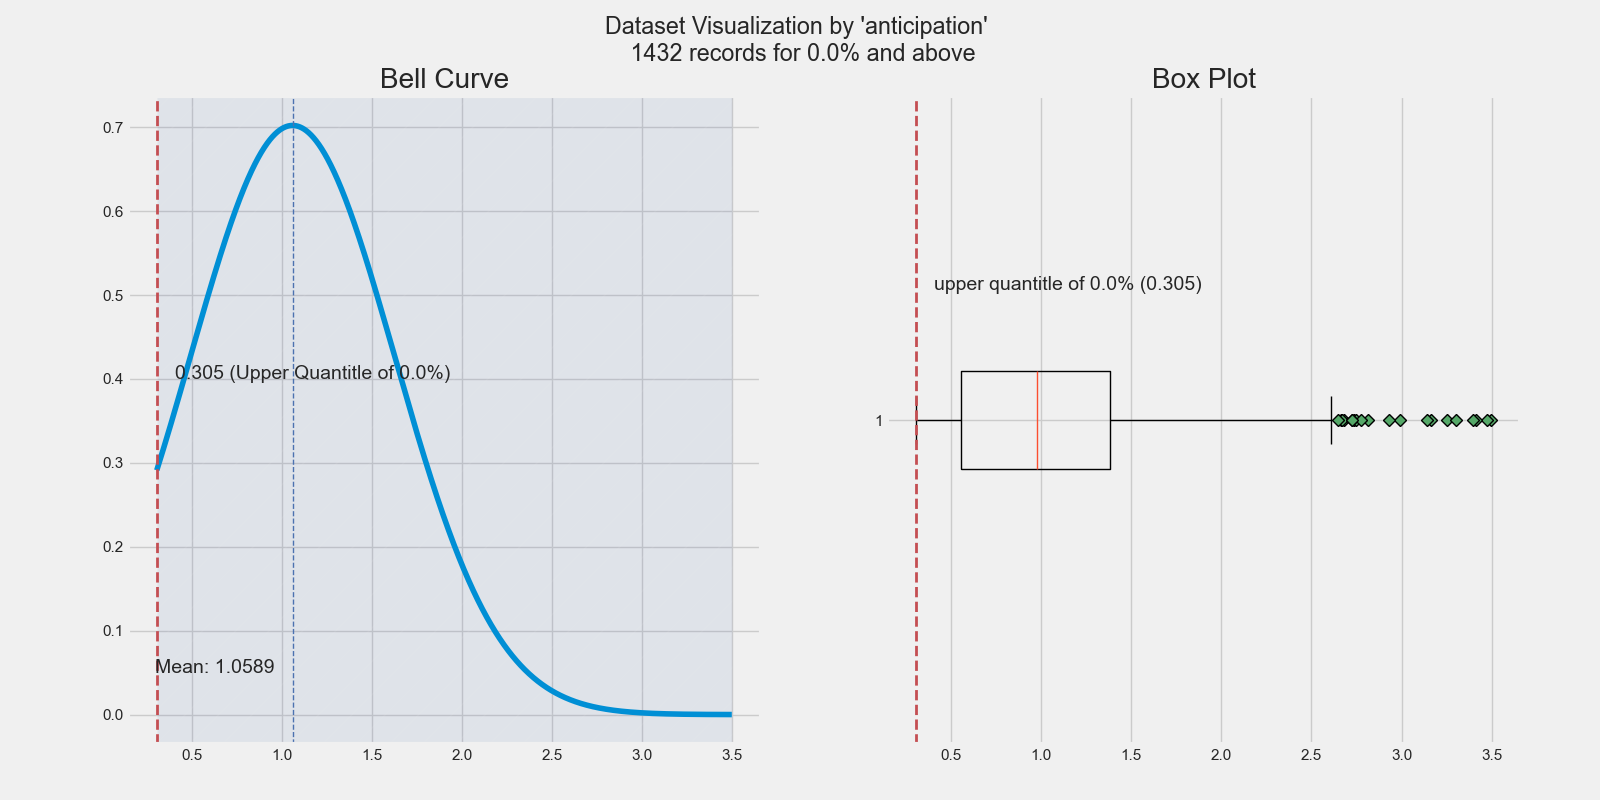 Dataset Visualization by 'anticipation'
1432 records for 0.0% and above
Bell Curve
0.7
0.6
0.5
0.4
0.3
0.2
0.1
0.0
0.305 (Upper Quantitle of 0.0%)
Mean: 1.0589
0.5 1.0 1.5 2.0 2.5 3.0 3.5
Box Plot
upper quantitle of 0.0% (0.305)
1
0.5 1.0 1.5 2.0 2.5 3.0 3.5